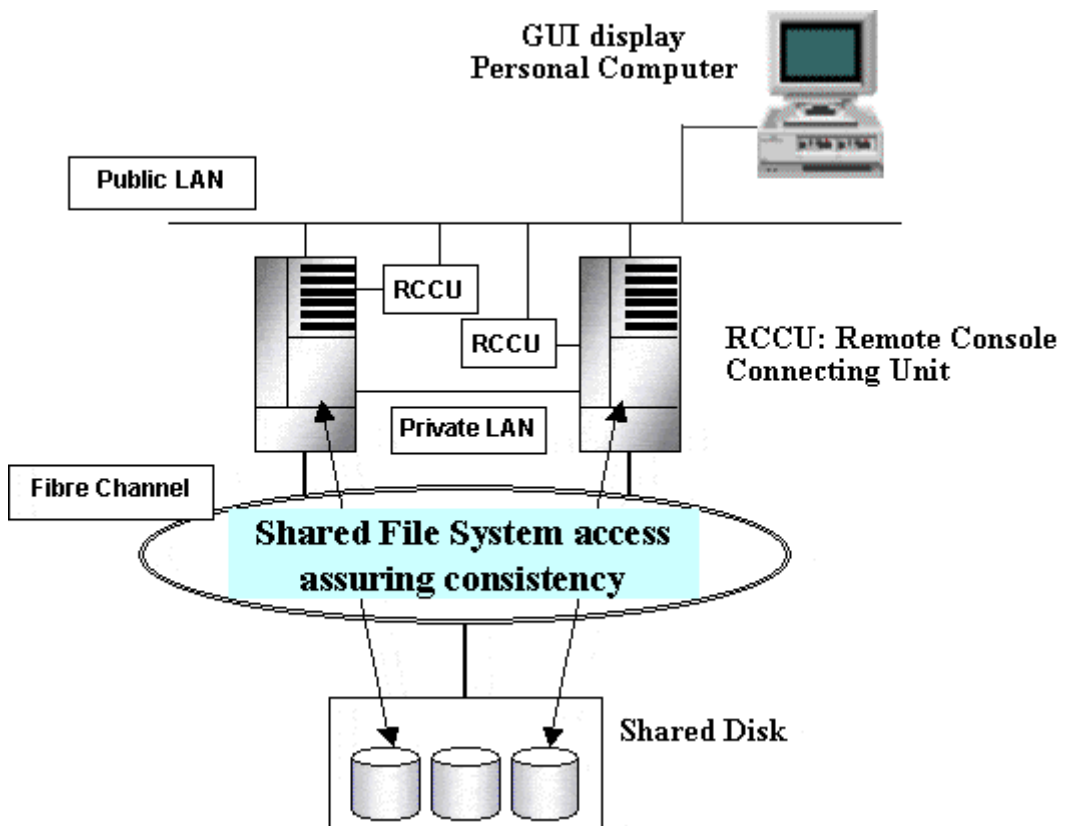 GUI display
Personal Computer
Public LAN
RCCU
RCCU
RCCU: Remote Console
Connecting Unit
Private LAN
Fibre Channel
Shared File System access
assuring consistency
Shared Disk